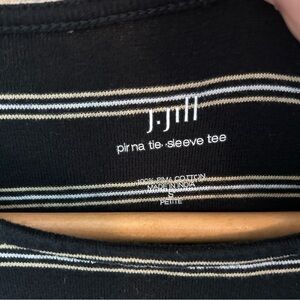 J.Jill
pima tie-sleeve tee
100% PIMA COTTON
MADE IN INDIA
S
PETITE